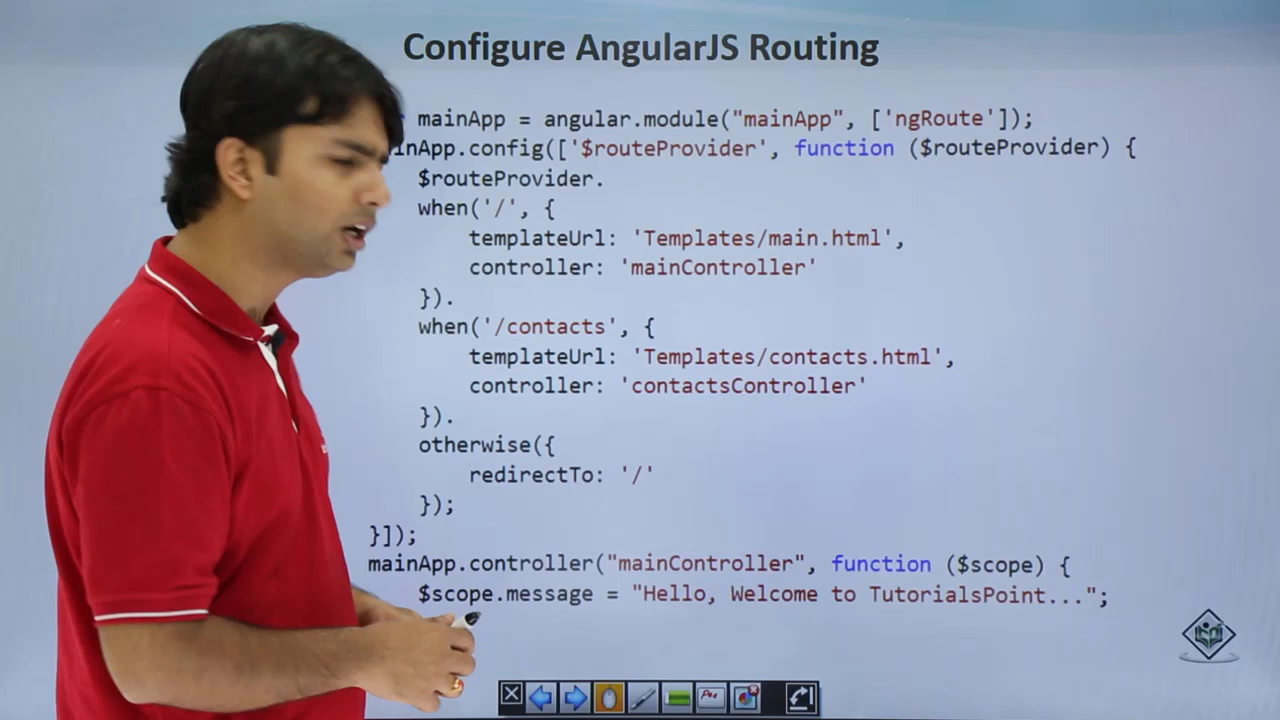 Configure AngularJS Routing
mainApp = angular.module("mainApp", ['ngRoute']);
inApp.config(['$routeProvider', function ($routeProvider) {
$routeProvider.
when('/', {
templateUrl: 'Templates/main.html',
controller: 'mainController'
}).
when('/contacts', {
templateUrl: 'Templates/contacts.html',
controller: 'contactsController'
}).
otherwise({
redirectTo: '/'
});
}]);
mainApp.controller("mainController", function ($scope) {
$scope.message = "Hello, Welcome to TutorialsPoint...";